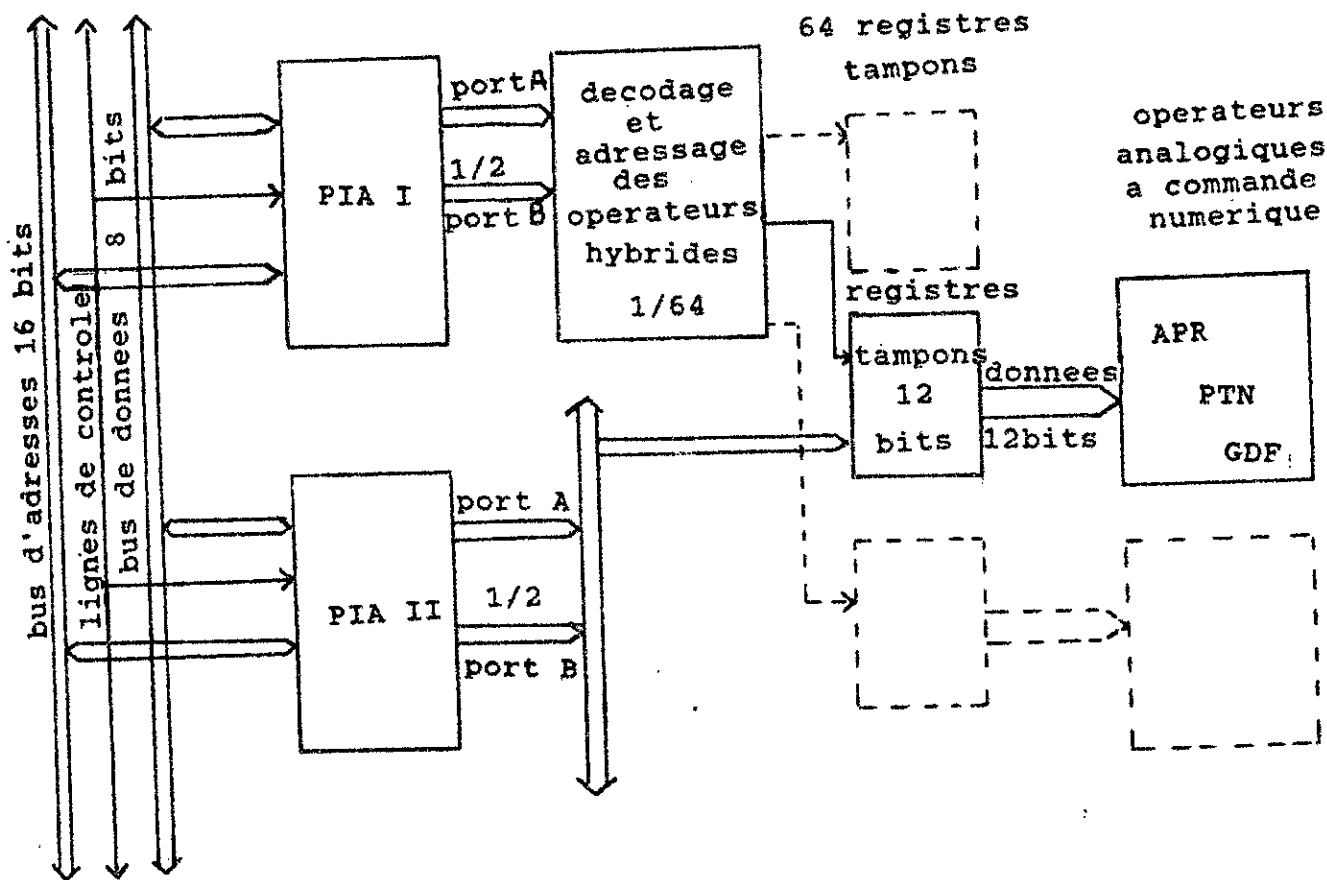 bus d'adresses 16 bits
lignes de controle
bus de donnees 8 bits
PIA I
port A
1/2
port B
decodage
et
adressage
des
operateurs
hybrides
1/64
64 registres
tampons
operateurs
analogiques
a commande
numerique
registres
tampons
12
bits
donnees
12bits
APR
PTN
GDF
PIA II
port A
1/2
port B